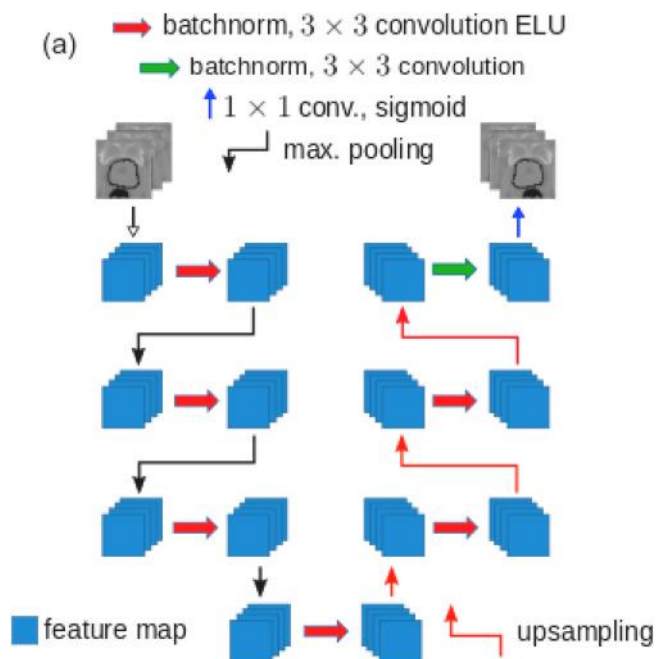 (a)
batchnorm, 3 × 3 convolution ELU
batchnorm, 3 × 3 convolution
1 × 1 conv., sigmoid
max. pooling
feature map
upsampling